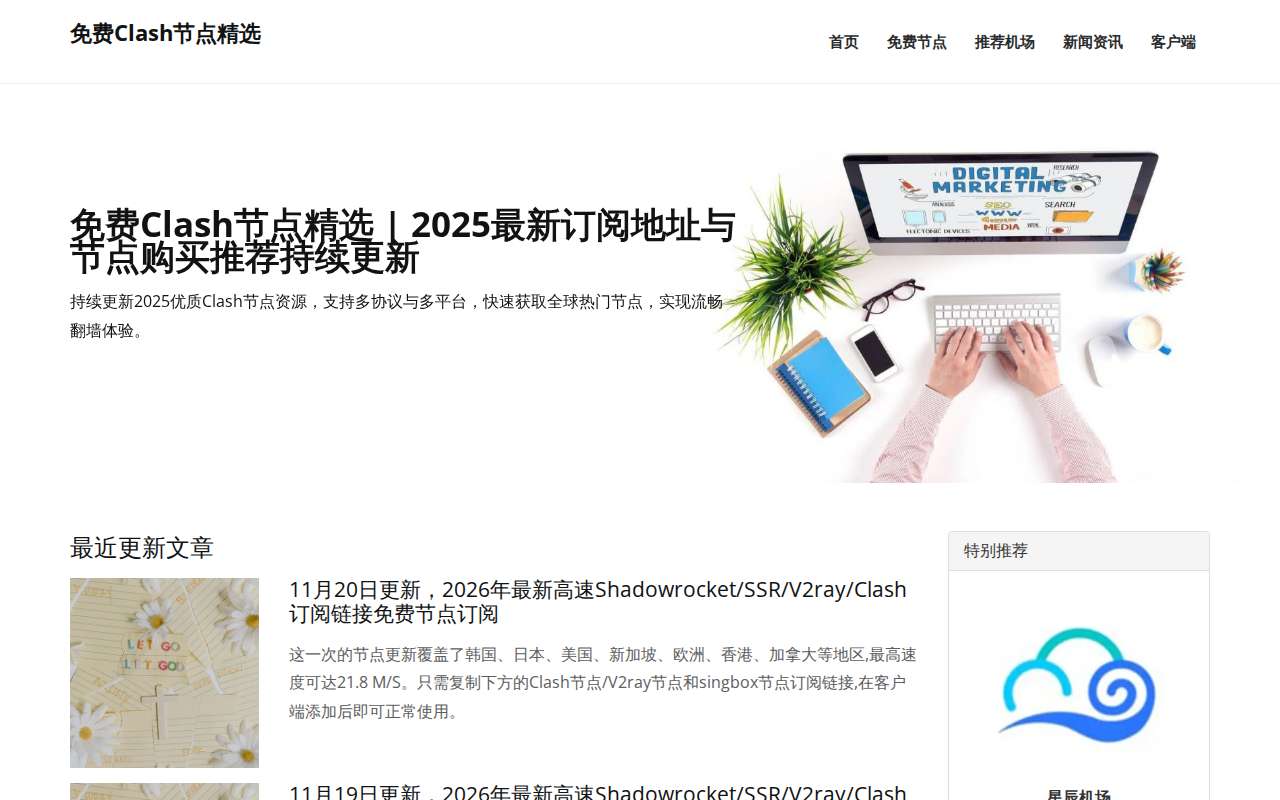 免费Clash节点精选
首页
免费节点
推荐机场
新闻资讯
客户端
免费Clash节点精选 | 2025最新订阅地址与
节点购买推荐持续更新
持续更新2025优质Clash节点资源，支持多协议与多平台，快速获取全球热门节点，实现流畅
翻墙体验。
DIGITAL
MARKETING
RESEARCH
SEO
WWW
SEARCH
MEDIA
最近更新文章
特别推荐
LET GO
LET GOD
11月20日更新，2026年最新高速Shadowrocket/SSR/V2ray/Clash
订阅链接免费节点订阅
这一次的节点更新覆盖了韩国、日本、美国、新加坡、欧洲、香港、加拿大等地区,最高速
度可达21.8 M/S。只需复制下方的Clash节点/V2ray节点和singbox节点订阅链接,在客户
端添加后即可正常使用。
11月19日更新，2026年最新高速Shadowrocket/SSR/V2ray/Clash
星辰机场